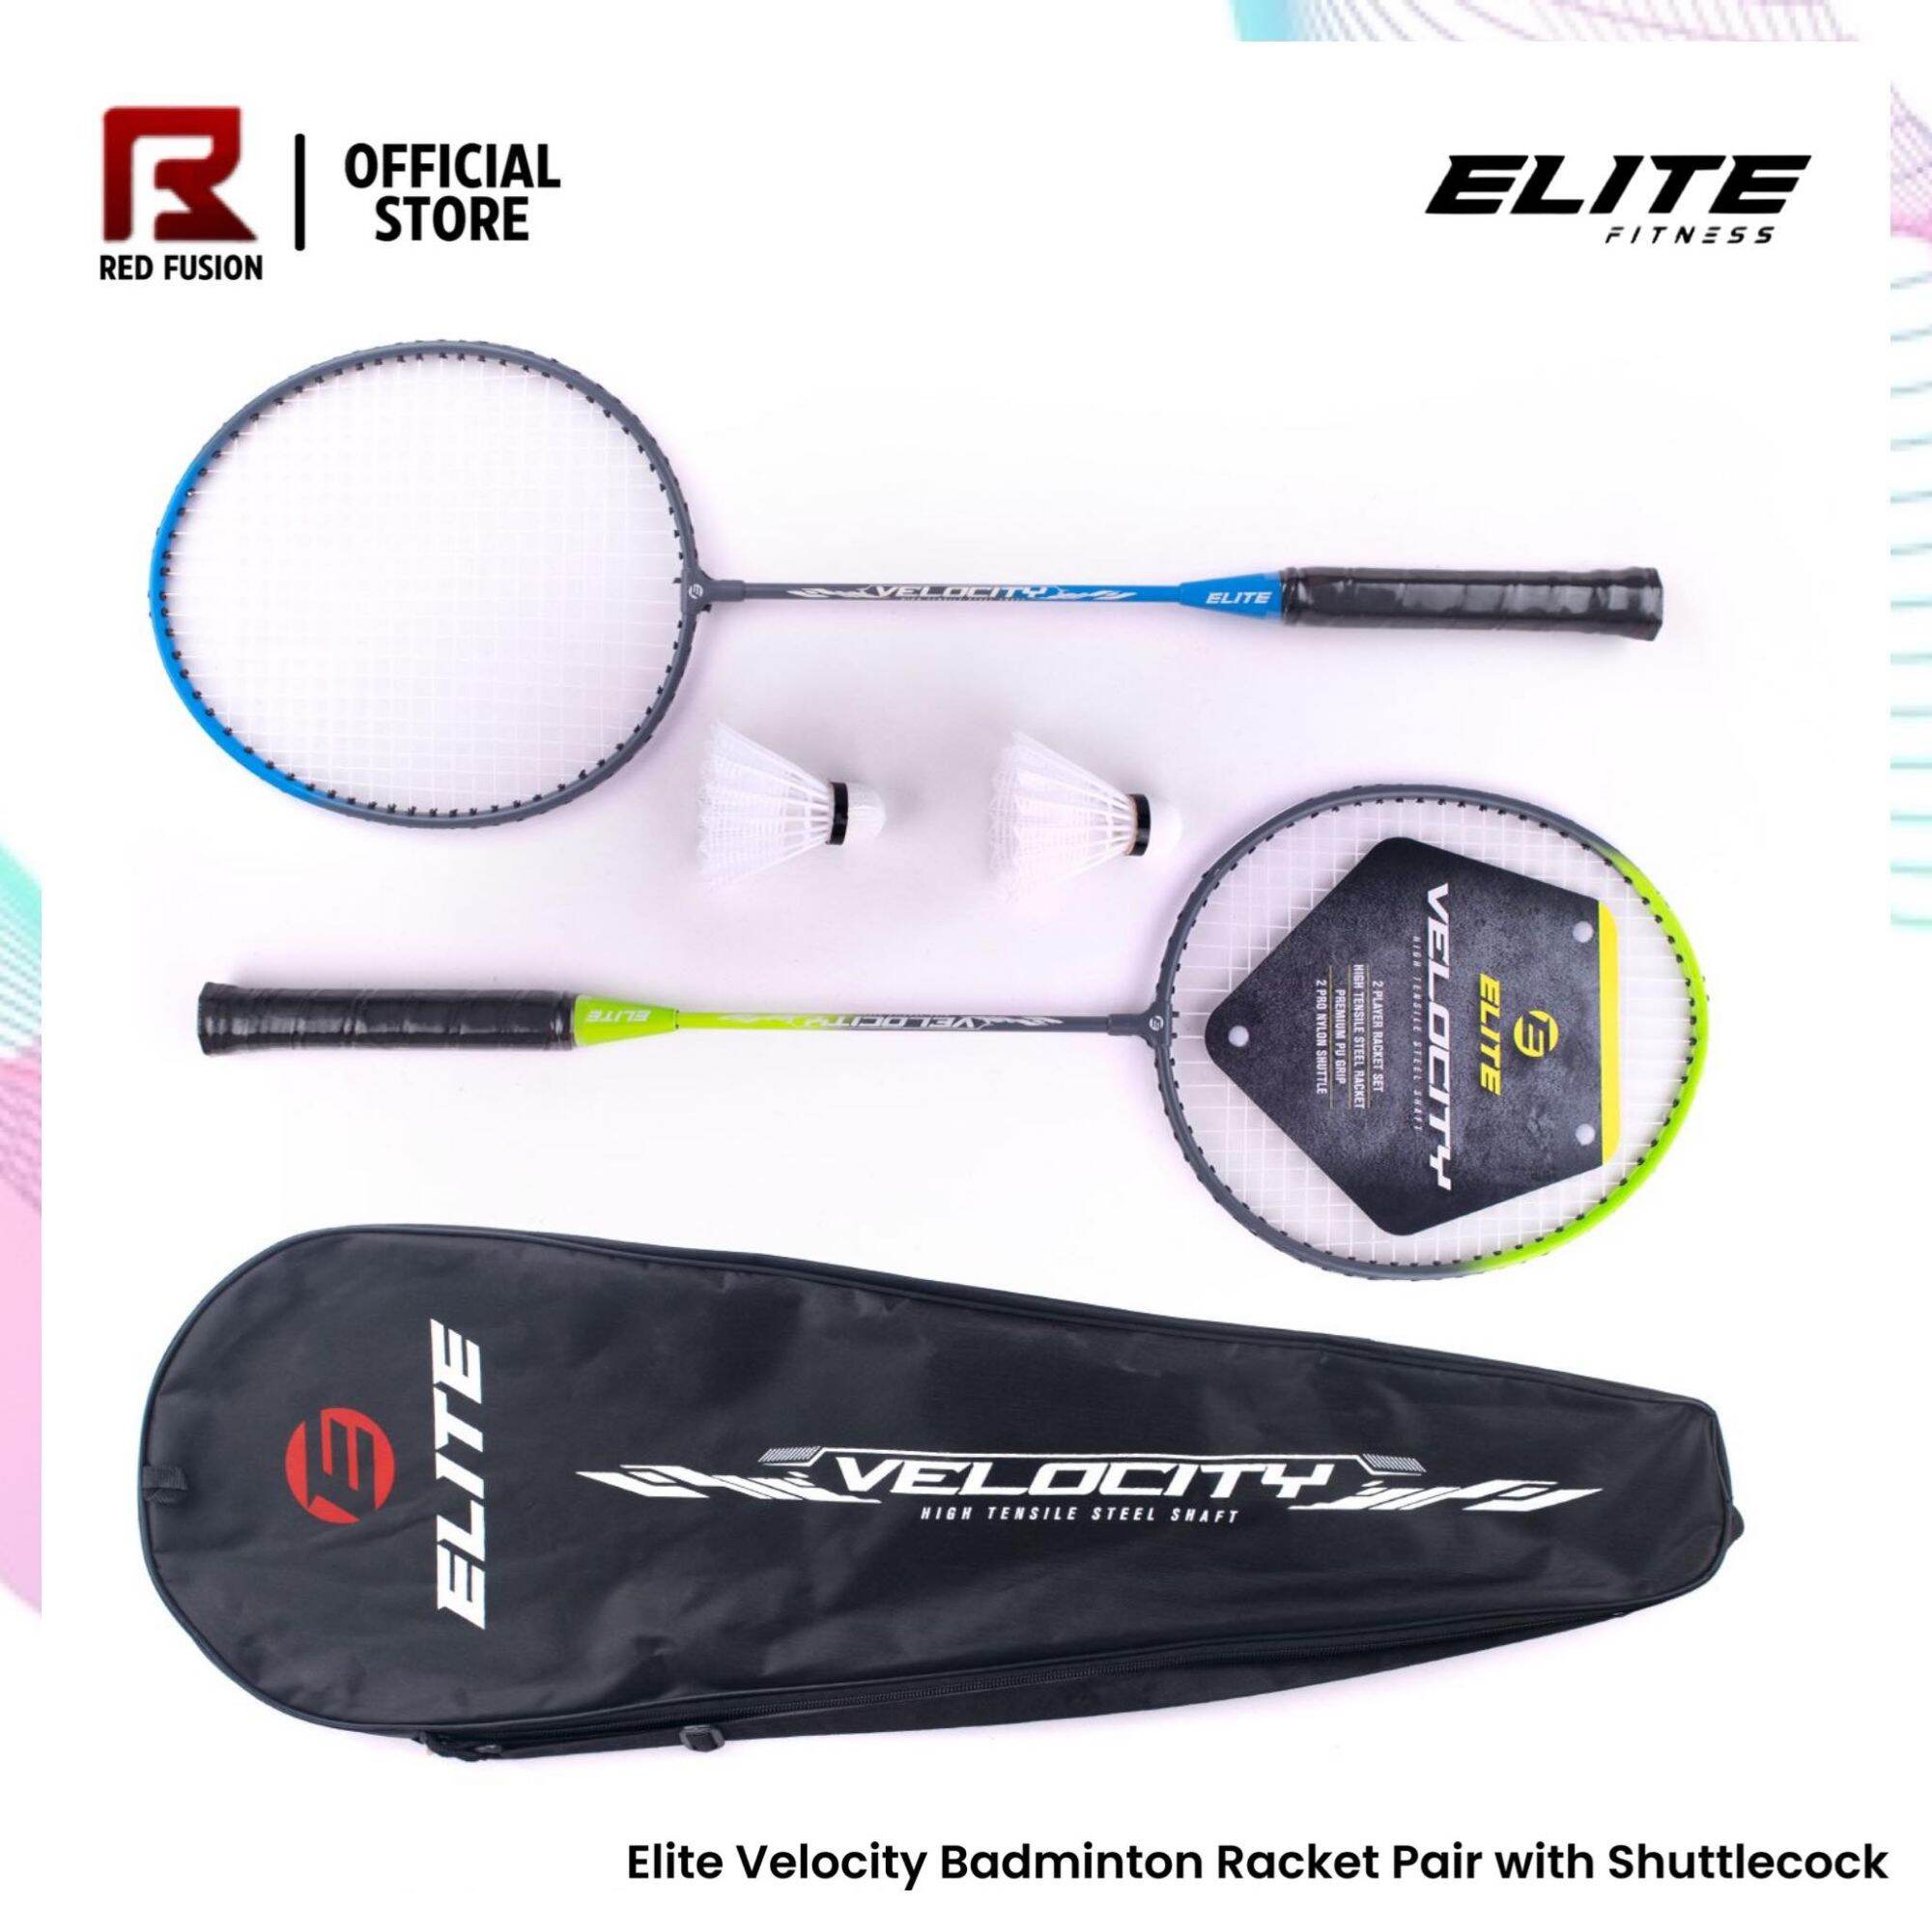 RED FUSION
OFFICIAL
STORE
ELITE
FITNESS
VELOCITY
ELITE
ELITE
VELOCITY
ELITE
VELOCITY
HIGH TENSILE STEEL SHAFT
2 PLAYER RACKET SET
HIGH TENSILE STEEL RACKET
PREMIUM PU GRIP
2 PRO NYLON SHUTTLE
ELITE
VELOCITY
HIGH TENSILE STEEL SHAFT
Elite Velocity Badminton Racket Pair with Shuttlecock